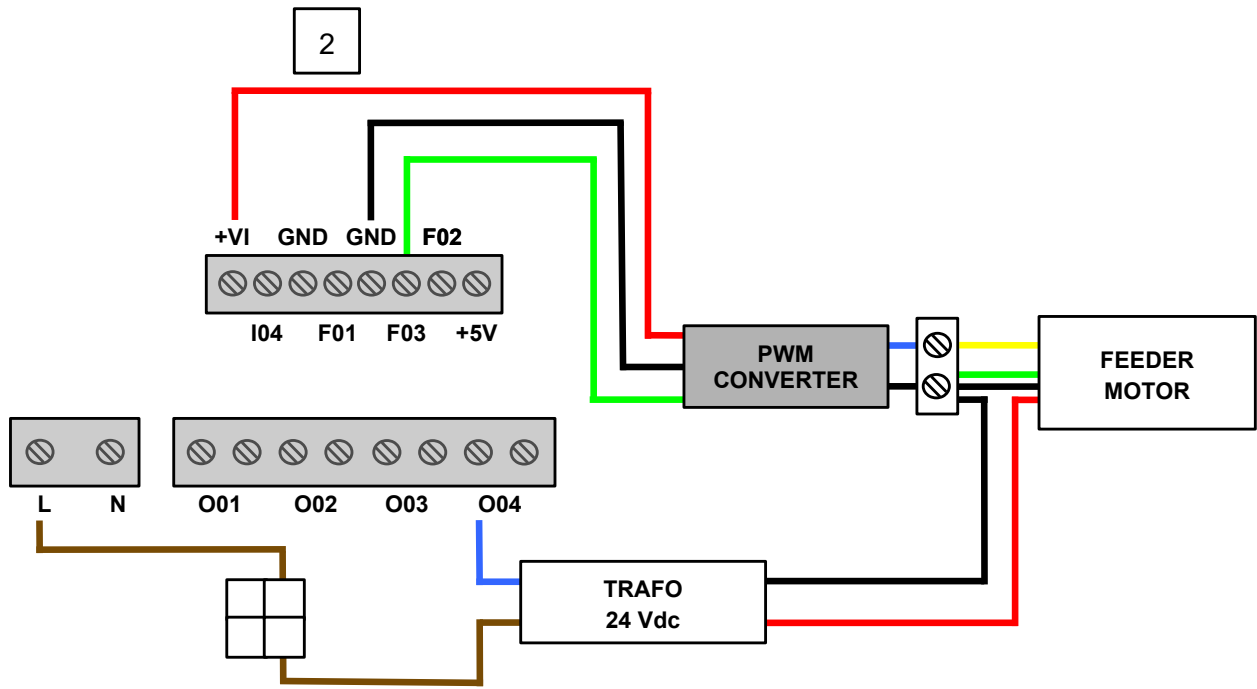 2
+VI GND GND F02
I04 F01 F03 +5V
PWM
CONVERTER
FEEDER
MOTOR
L N O01 O02 O03 O04
TRAFO
24 Vdc